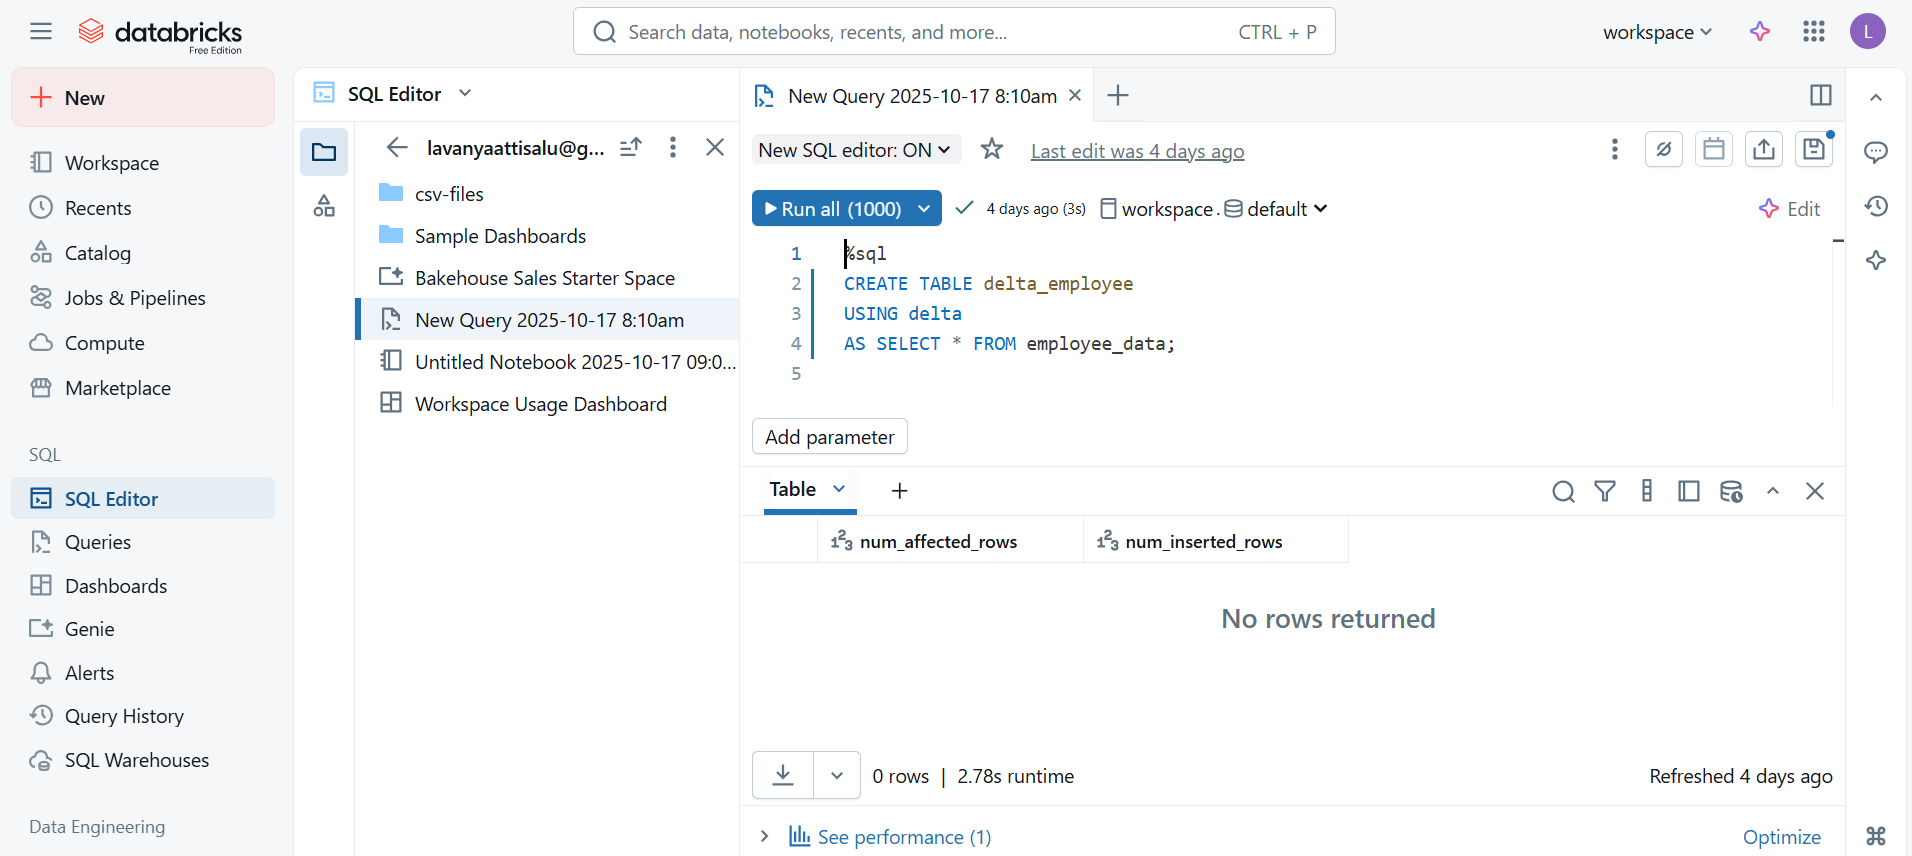 databricks
Free Edition
Search data, notebooks, recents, and more...
CTRL + P
workspace
L
New
Workspace
Recents
Catalog
Jobs & Pipelines
Compute
Marketplace
SQL
SQL Editor
Queries
Dashboards
Genie
Alerts
Query History
SQL Warehouses
Data Engineering
SQL Editor
lavanyaattisalu@g...
csv-files
Sample Dashboards
Bakehouse Sales Starter Space
New Query 2025-10-17 8:10am
Untitled Notebook 2025-10-17 09:0...
Workspace Usage Dashboard
New Query 2025-10-17 8:10am
New SQL editor: ON
Last edit was 4 days ago
Run all (1000)
4 days ago (3s)
workspace . default
Edit
1 %sql
2 CREATE TABLE delta_employee
3 USING delta
4 AS SELECT * FROM employee_data;
5
Add parameter
Table
123 num_affected_rows
123 num_inserted_rows
No rows returned
0 rows | 2.78s runtime
Refreshed 4 days ago
See performance (1)
Optimize